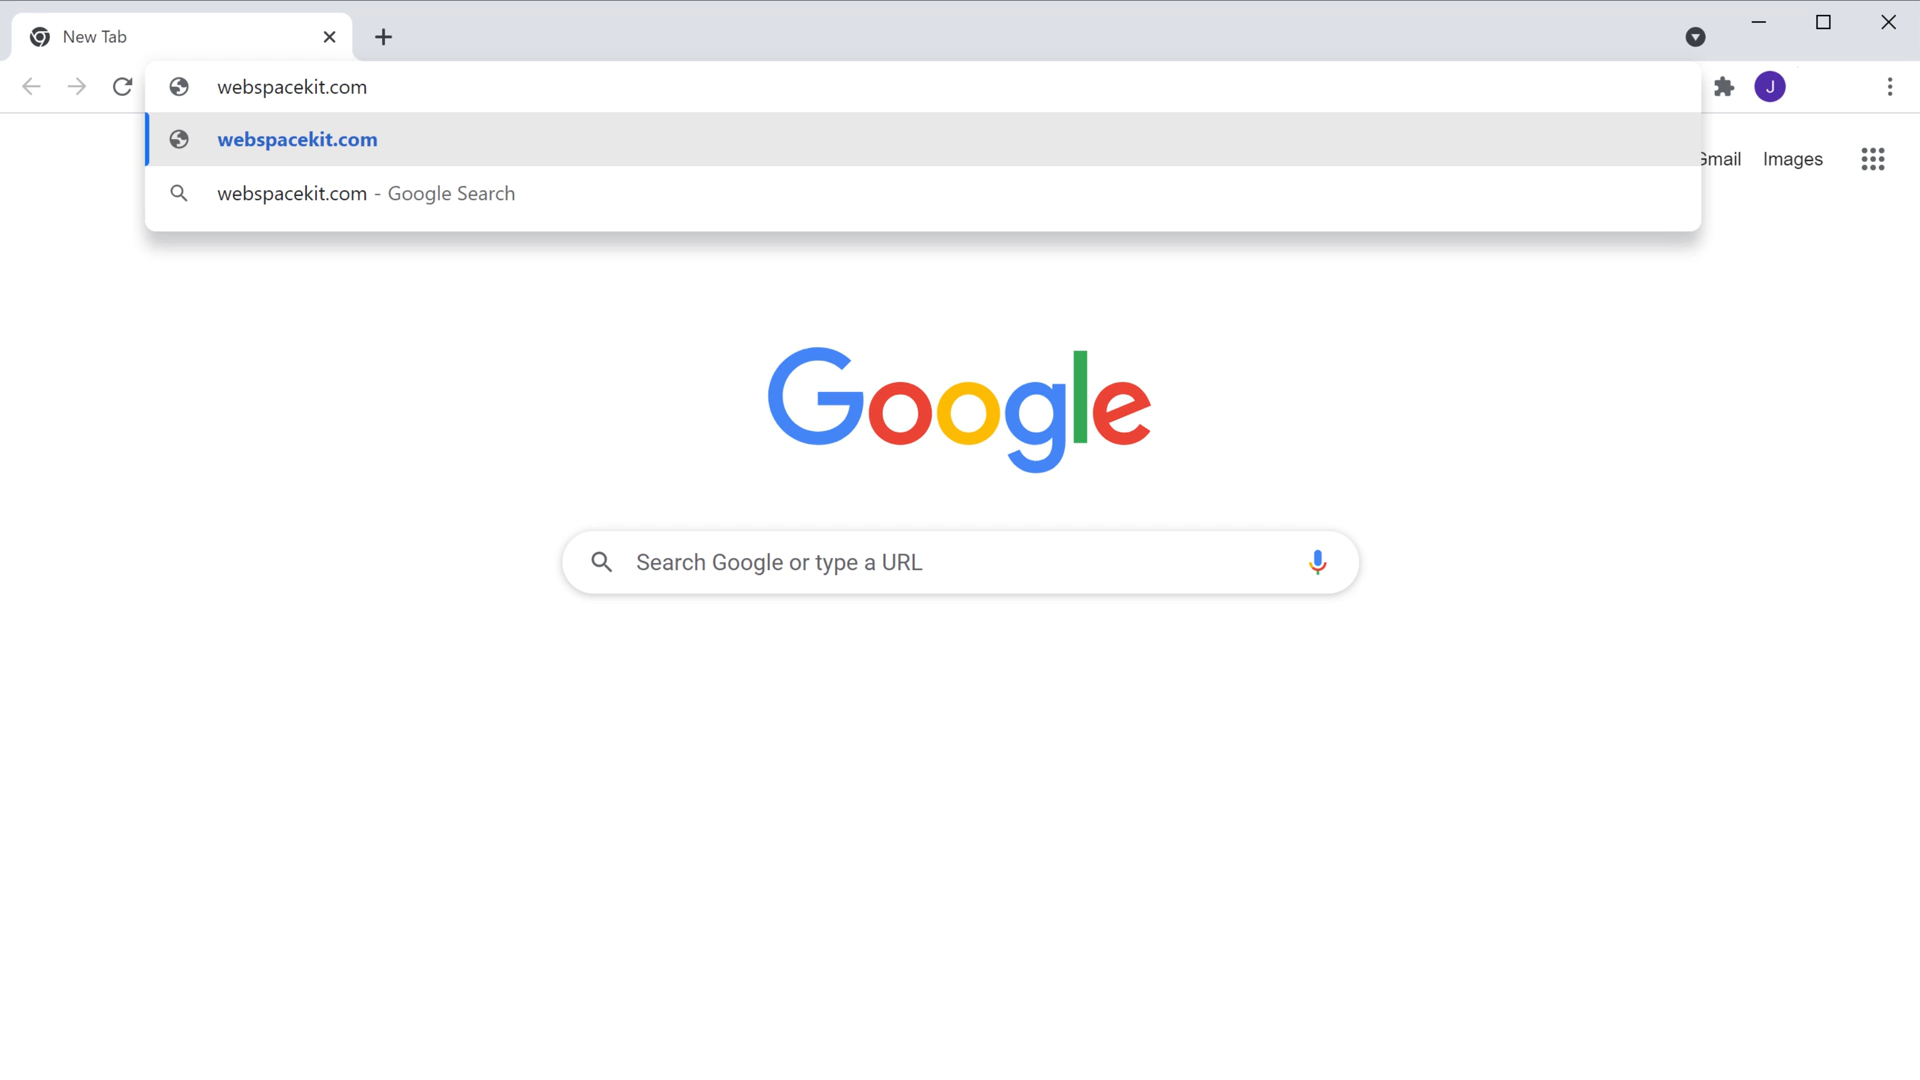 New Tab
webspacekit.com
J
webspacekit.com
Gmail Images
webspacekit.com - Google Search
Google
Search Google or type a URL